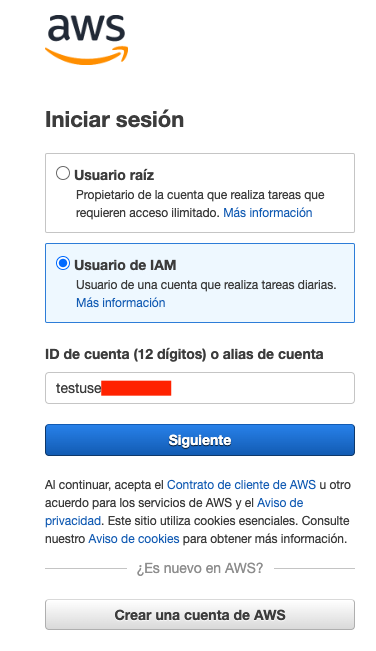 aws
Iniciar sesión
Usuario raíz
Propietario de la cuenta que realiza tareas que
requieren acceso ilimitado. Más información
Usuario de IAM
Usuario de una cuenta que realiza tareas diarias.
Más información
ID de cuenta (12 dígitos) o alias de cuenta
testuse
Siguiente
Al continuar, acepta el Contrato de cliente de AWS u otro
acuerdo para los servicios de AWS y el Aviso de
privacidad. Este sitio utiliza cookies esenciales. Consulte
nuestro Aviso de cookies para obtener más información.
¿Es nuevo en AWS?
Crear una cuenta de AWS